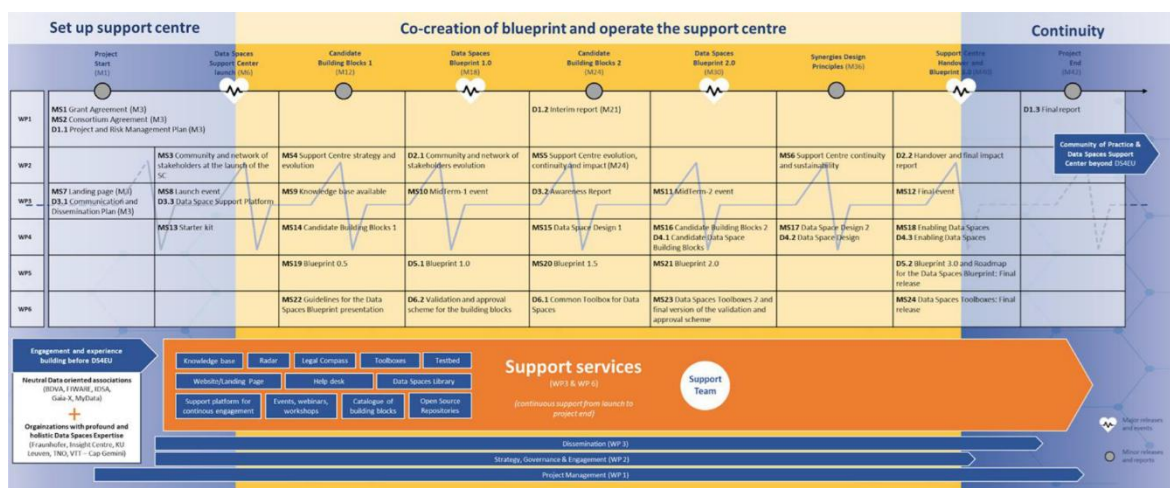 Set up support centre
Co-creation of blueprint and operate the support centre
Continuity
Project
Start
(M1)
Data Spaces
Support Center
launch (M6)
Candidate
Building Blocks 1
(M12)
Data Spaces
Blueprint 1.0
(M18)
Candidate
Building Blocks 2
(M24)
Data Spaces
Blueprint 2.0
(M30)
Synergies Design
Principles (M36)
Support Centre
Handover and
Blueprint
Project
End
(M42)
WP1
MS1 Grant Agreement (M3)
MS2 Consortium Agreement (M3)
D1.1 Project and Risk Management Plan (M3)
D1.2 Interim report (M21)
D1.3 Final report
WP2
MS3 Community and network of
stakeholders at the launch of the
SC
MS4 Support Centre strategy and
evolution
D2.1 Community and network of
stakeholders evolution
MS5 Support Centre evolution,
continuity and impact (M24)
MS6 Support Centre continuity
and sustainability
D2.2 Handover and final impact
report
Community of Practice &
Data Spaces Support
Center beyond DS4EU
WP3
MS7 Landing page (M3)
D3.1 Communication and
Dissemination Plan (M3)
MS8 Launch event
D3.3 Data Space Support Platform
MS9 Knowledge base available
MS10 MidTerm-1 event
D3.2 Awareness Report
MS11 MidTerm-2 event
MS12 Final event
WP4
MS13 Starter kit
MS14 Candidate Building Blocks 1
MS15 Data Space Design 1
MS16 Candidate Building Blocks 2
D4.1 Candidate Data Space
Building Blocks
MS17 Data Space Design 2
D4.2 Data Space Design
MS18 Enabling Data Spaces
D4.3 Enabling Data Spaces
WP5
MS19 Blueprint 0.5
D5.1 Blueprint 1.0
MS20 Blueprint 1.5
MS21 Blueprint 2.0
D5.2 Blueprint 3.0 and Roadmap
for the Data Spaces Blueprint: Final
release
WP6
MS22 Guidelines for the Data
Spaces Blueprint presentation
D6.2 Validation and approval
scheme for the building blocks
D6.1 Common Toolbox for Data
Spaces
MS23 Data Spaces Toolboxes 2 and
final version of the validation and
approval scheme
MS24 Data Spaces Toolboxes: Final
release
Engagement and experience
building before DS4EU
Neutral Data oriented associations
(BDVA, FIWARE, IDSA,
Gaia-X, MyData)
+
Orgainzations with profound and
holistic Data Spaces Expertise
(Fraunhofer, Insight Centre, KU
Leuven, TNO, VTT – Cap Gemini)
Knowledge base
Radar
Legal Compass
Toolboxes
Testbed
Website/Landing Page
Help desk
Data Spaces Library
Support platform for
continous engagement
Events, webinars,
workshops
Catalogue of
building blocks
Open Source
Repositories
Support services
(WP3 & WP 6)
(continuous support from launch to
project end)
Support
Team
Dissemination (WP 3)
Strategy, Governance & Engagement (WP 2)
Project Management (WP 1)
Major releases
and events
Minor releases
and reports